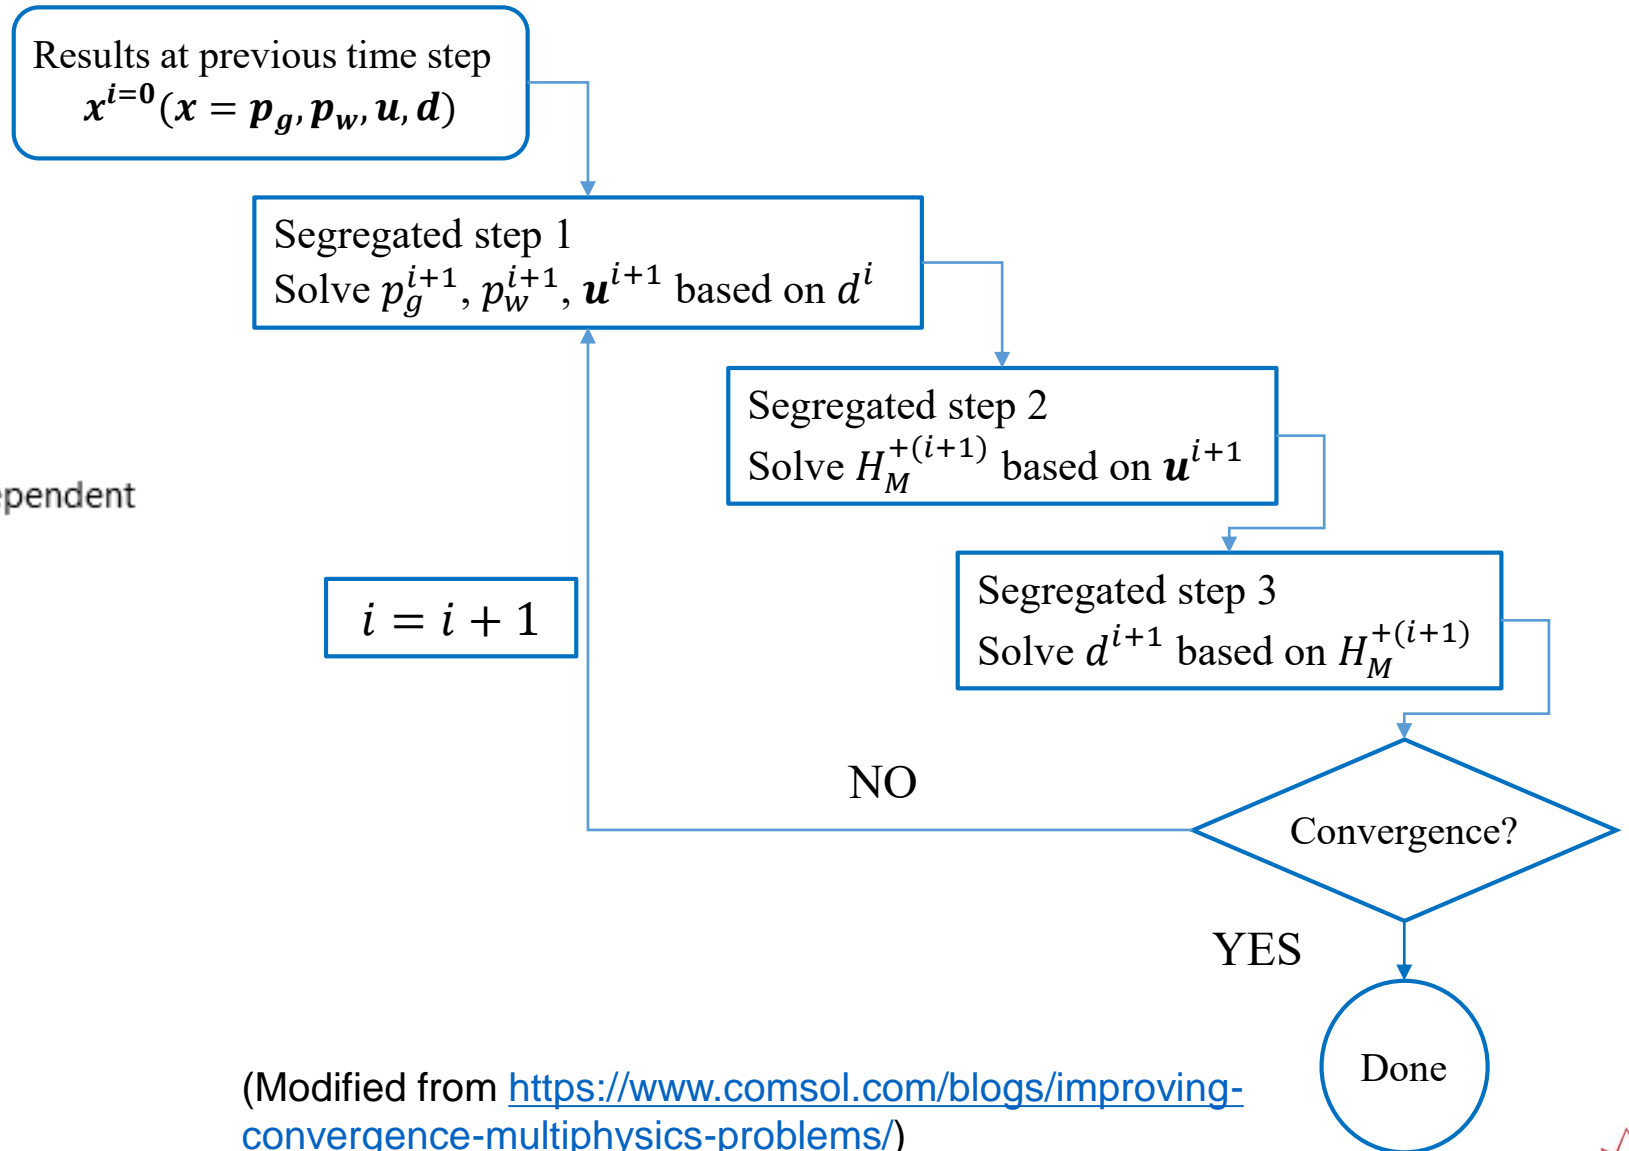 Results at previous time step
$x^{i=0}(x = p_g, p_w, u, d)$
Segregated step 1
Solve $p_g^{i+1}$, $p_w^{i+1}$, $u^{i+1}$ based on $d^i$
Segregated step 2
Solve $H_M^{+(i+1)}$ based on $u^{i+1}$
ependent
Segregated step 3
Solve $d^{i+1}$ based on $H_M^{+(i+1)}$
$i = i + 1$
NO
Convergence?
YES
Done
(Modified from https://www.comsol.com/blogs/improving-
convergence-multiphysics-problems/)